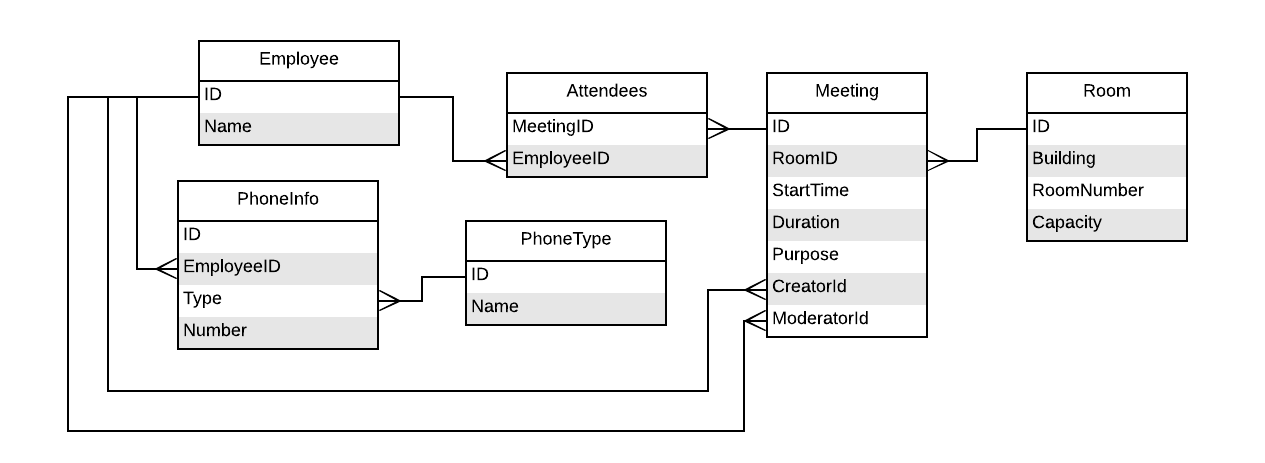 Employee
ID
Name
Attendees
MeetingID
EmployeeID
Meeting
ID
RoomID
StartTime
Duration
Purpose
CreatorId
ModeratorId
Room
ID
Building
RoomNumber
Capacity
PhoneInfo
ID
EmployeeID
Type
Number
PhoneType
ID
Name